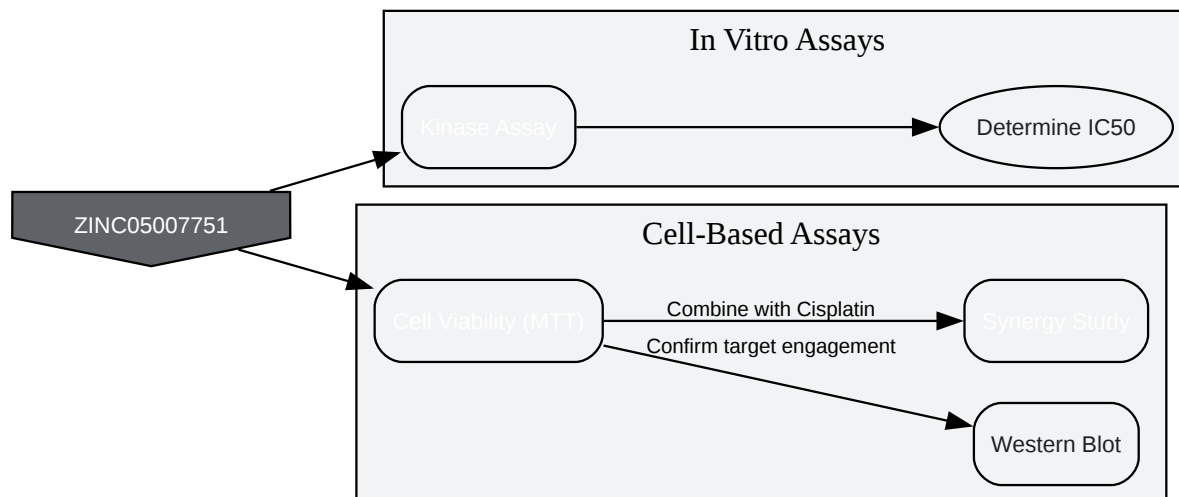 In Vitro Assays
Kinase Assay
Determine IC50
ZINC05007751
Cell-Based Assays
Cell Viability (MTT)
Combine with Cisplatin
Synergy Study
Confirm target engagement
Western Blot